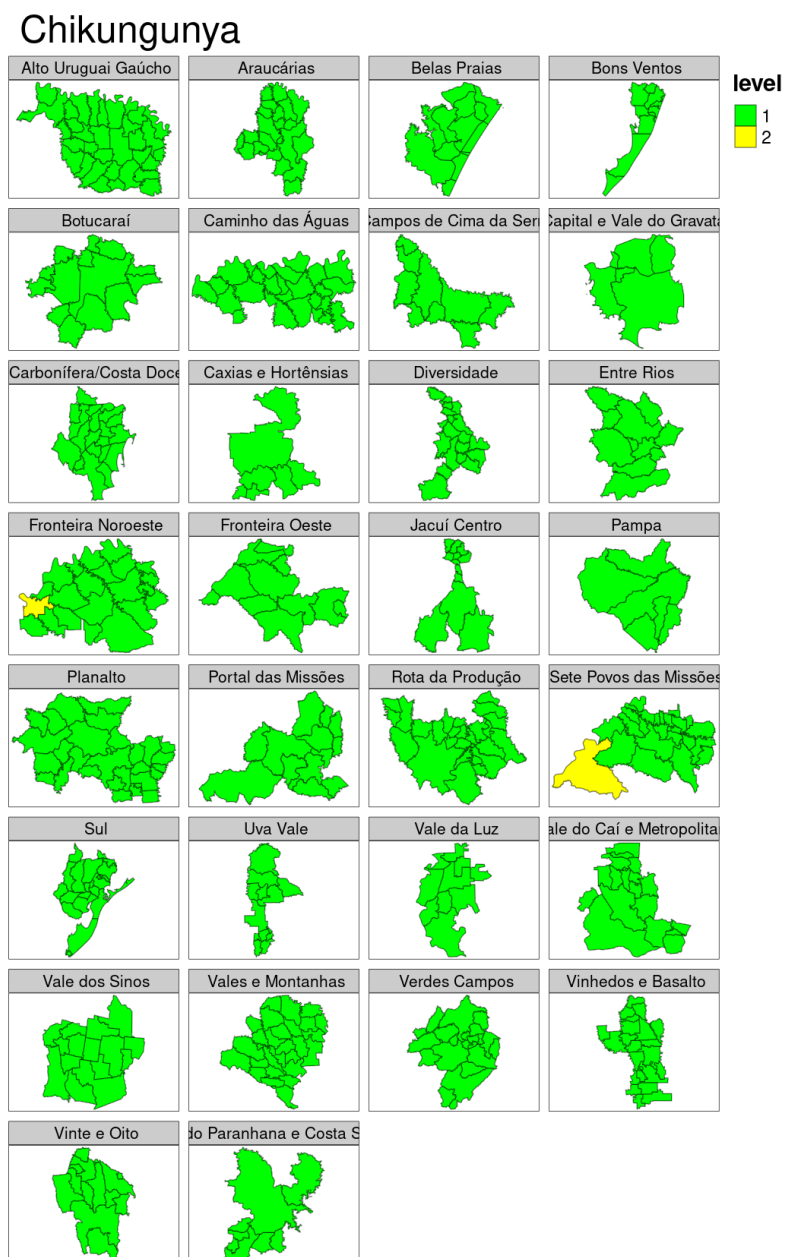 Chikungunya
Alto Uruguai Gaúcho
Araucárias
Belas Praias
Bons Ventos
level
1
2
Botucaraí
Caminho das Águas
Campos de Cima da Ser
Capital e Vale do Gravata
Carbonífera/Costa Doce
Caxias e Hortênsias
Diversidade
Entre Rios
Fronteira Noroeste
Fronteira Oeste
Jacuí Centro
Pampa
Planalto
Portal das Missões
Rota da Produção
Sete Povos das Missões
Sul
Uva Vale
Vale da Luz
ale do Caí e Metropolita
Vale dos Sinos
Vales e Montanhas
Verdes Campos
Vinhedos e Basalto
Vinte e Oito
do Paranhana e Costa S